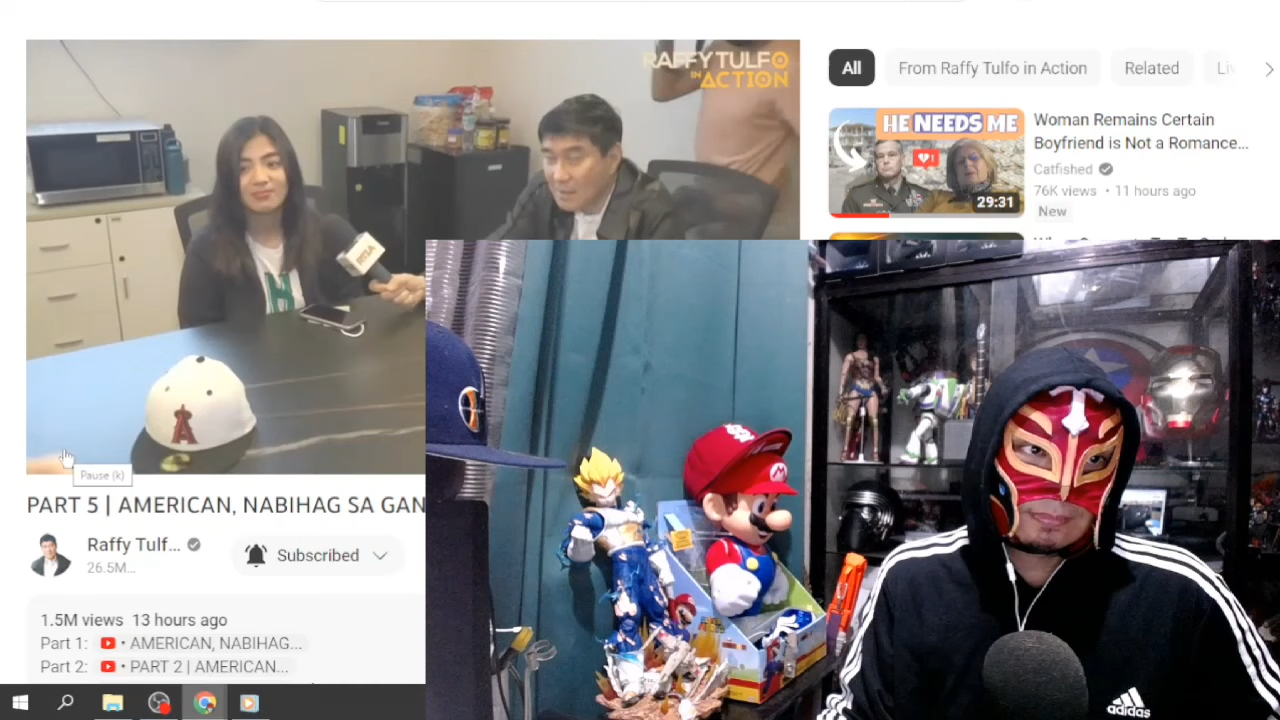 RAFFY TULFO
IN ACTION
H
A
Pause (k)
PART 5 | AMERICAN, NABIHAG SA GAN
Raffy Tulf...
26.5M...
Subscribed
1.5M views 13 hours ago
Part 1: • AMERICAN, NABIHAG...
Part 2: • PART 2 | AMERICAN...
All
From Raffy Tulfo in Action
Related
HE NEEDS ME
29:31
Woman Remains Certain
Boyfriend is Not a Romance...
Catfished
76K views • 11 hours ago
New
M
adidas